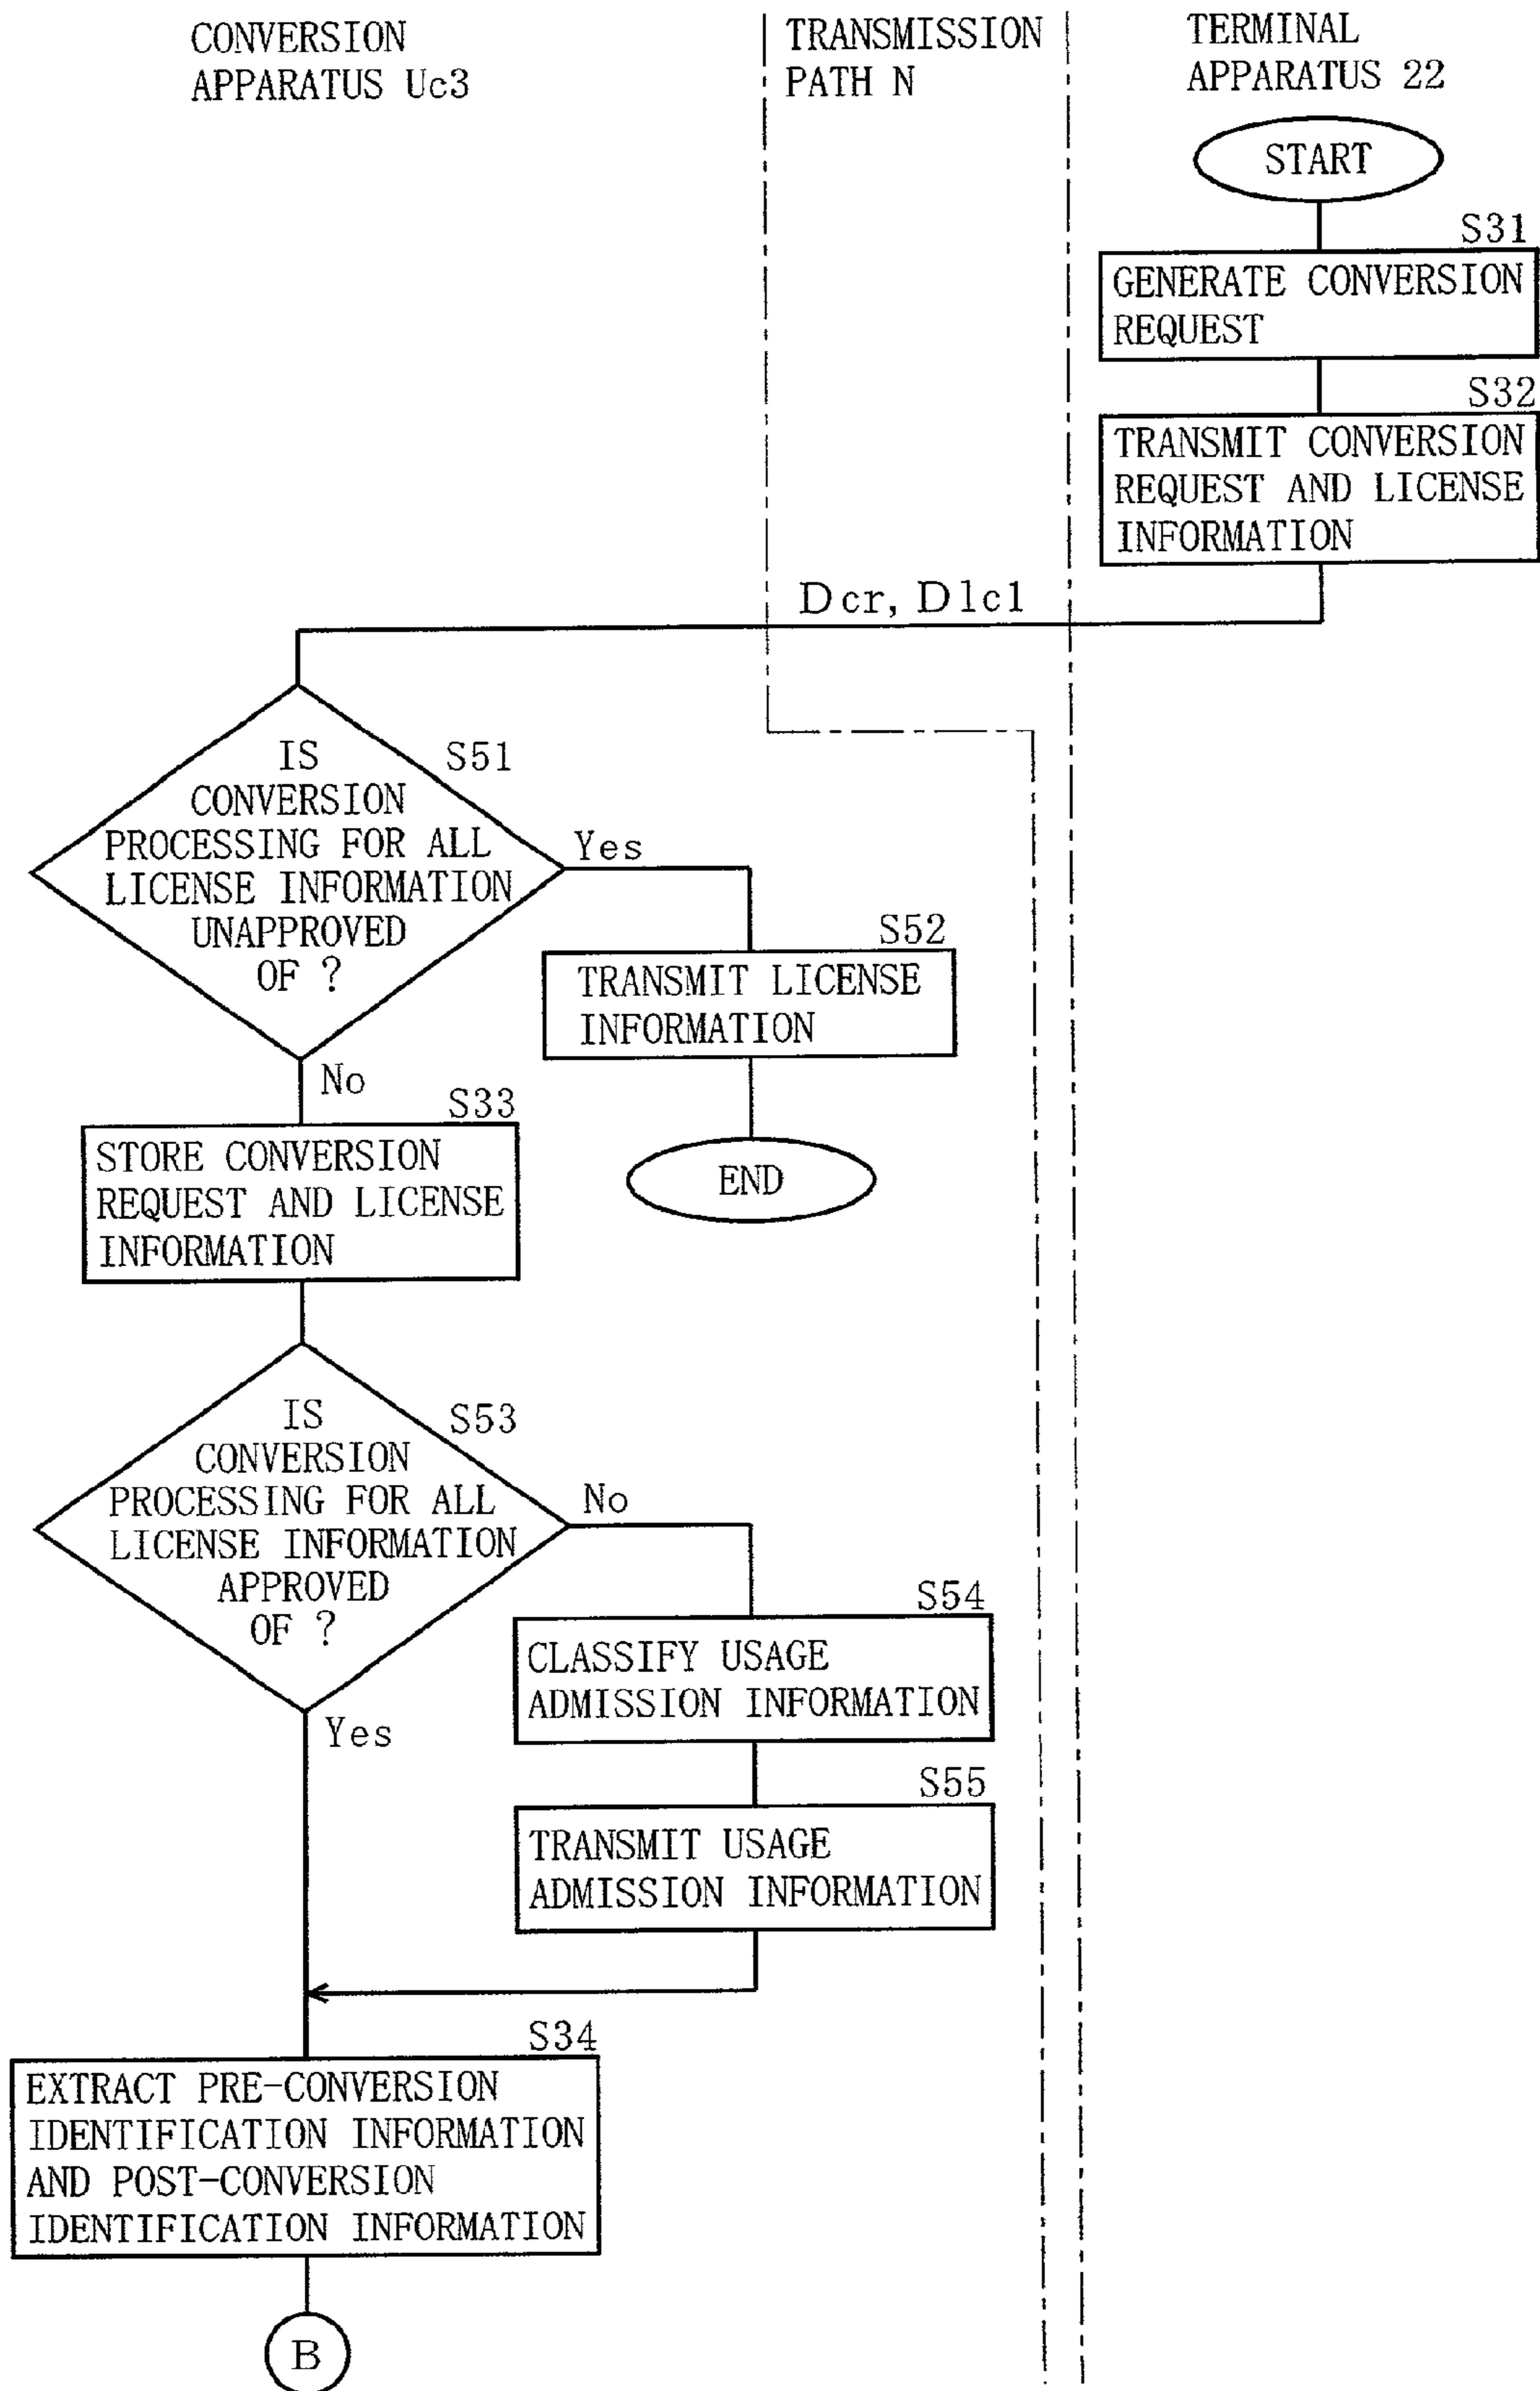 CONVERSION
APPARATUS Uc3
TRANSMISSION
PATH N
TERMINAL
APPARATUS 22
START
S31
GENERATE CONVERSION
REQUEST
S32
TRANSMIT CONVERSION
REQUEST AND LICENSE
INFORMATION
Dcr, Dlc1
IS
CONVERSION
PROCESSING FOR ALL
LICENSE INFORMATION
UNAPPROVED
OF ?
S51
Yes
S52
TRANSMIT LICENSE
INFORMATION
END
No
S33
STORE CONVERSION
REQUEST AND LICENSE
INFORMATION
IS
CONVERSION
PROCESSING FOR ALL
LICENSE INFORMATION
APPROVED
OF ?
S53
No
S54
CLASSIFY USAGE
ADMISSION INFORMATION
S55
TRANSMIT USAGE
ADMISSION INFORMATION
Yes
S34
EXTRACT PRE-CONVERSION
IDENTIFICATION INFORMATION
AND POST-CONVERSION
IDENTIFICATION INFORMATION
B